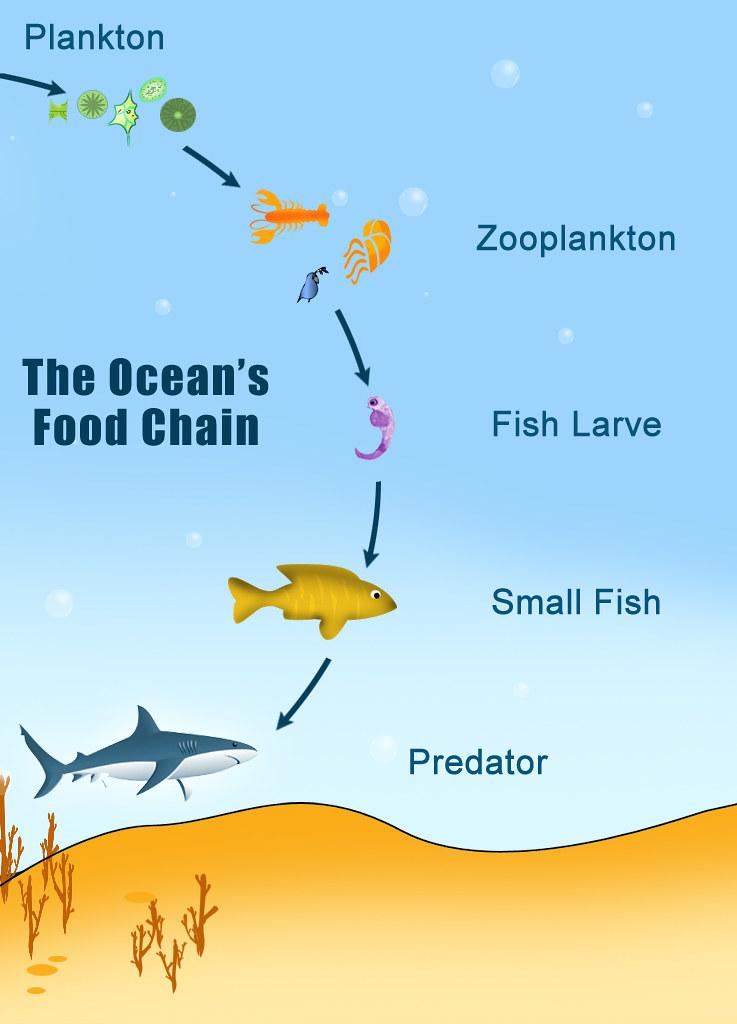 Plankton
Zooplankton
The Ocean's
Food Chain
Fish Larve
Small Fish
Predator